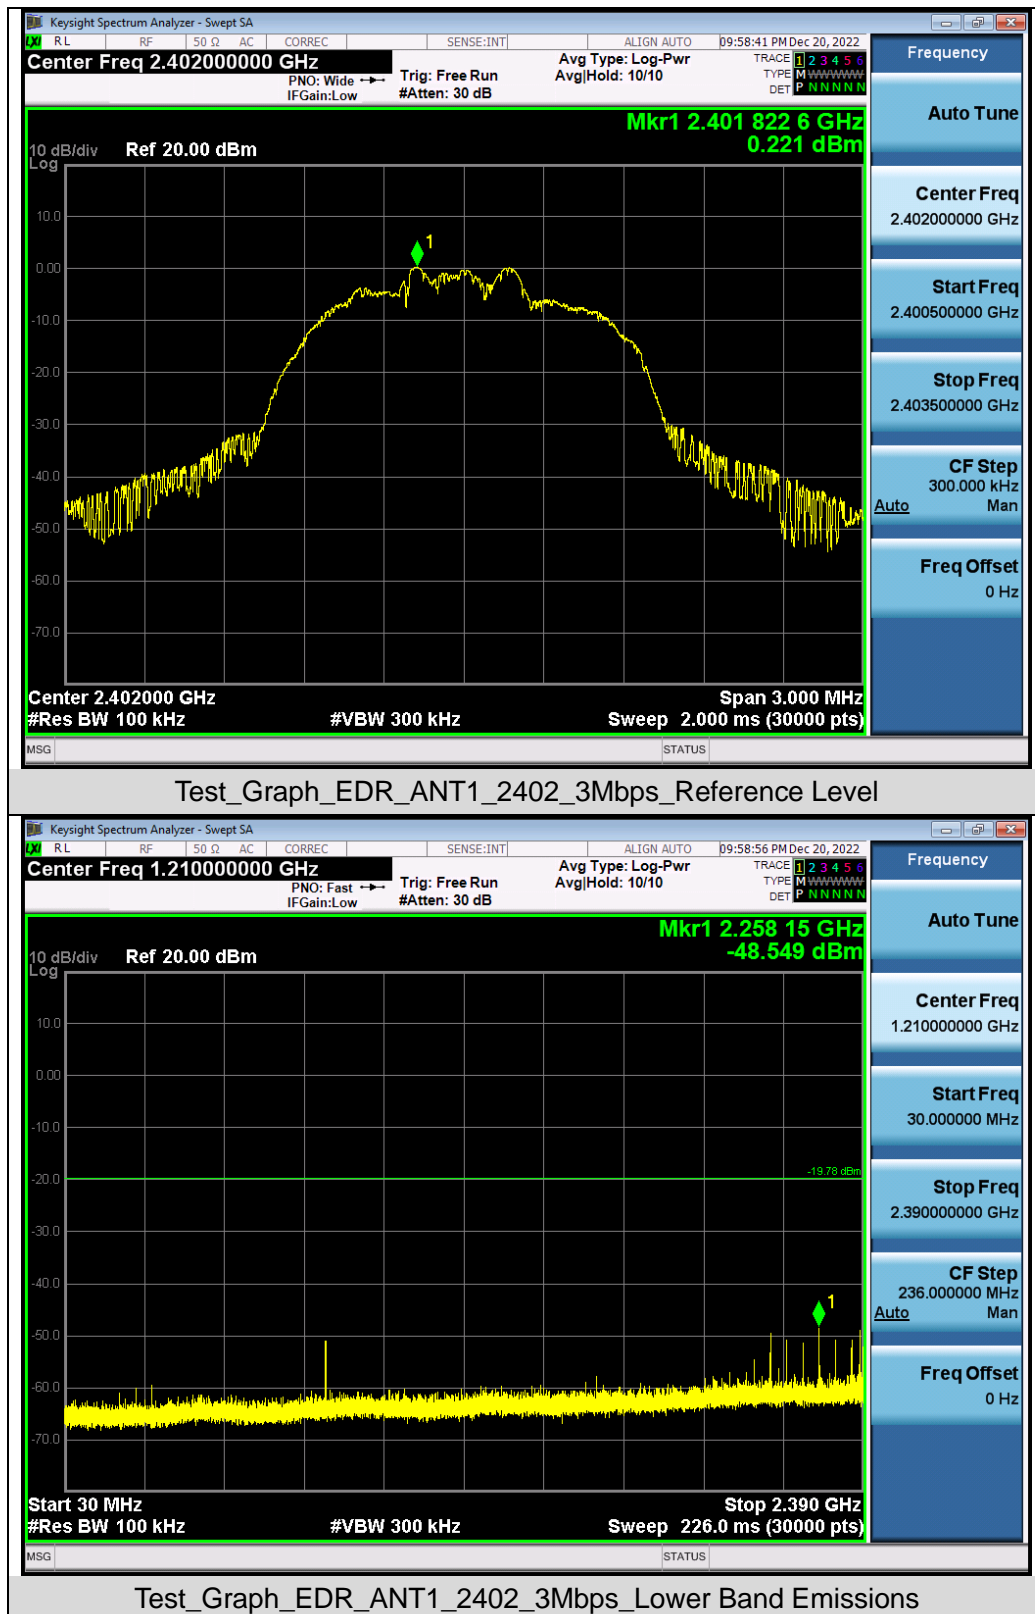 Keysight Spectrum Analyzer - Swept SA
LXI RL RF 50 Ω AC CORREC SENSE:INT ALIGN AUTO 09:58:41 PM Dec 20, 2022
Center Freq 2.402000000 GHz
PNO: Wide
IFGain:Low
Trig: Free Run
#Atten: 30 dB
Avg Type: Log-Pwr
Avg|Hold: 10/10
TRACE 1 2 3 4 5 6
TYPE M W W W W W
DET P N N N N N
Mkr1 2.401 822 6 GHz
0.221 dBm
10 dB/div Ref 20.00 dBm
Log
10.0
0.00
-10.0
-20.0
-30.0
-40.0
-50.0
-60.0
-70.0
1
Center 2.402000 GHz Span 3.000 MHz
#Res BW 100 kHz #VBW 300 kHz Sweep 2.000 ms (30000 pts)
MSG STATUS
Frequency
Auto Tune
Center Freq
2.402000000 GHz
Start Freq
2.400500000 GHz
Stop Freq
2.403500000 GHz
CF Step
300.000 kHz
Auto Man
Freq Offset
0 Hz
Test_Graph_EDR_ANT1_2402_3Mbps_Reference Level
Keysight Spectrum Analyzer - Swept SA
LXI RL RF 50 Ω AC CORREC SENSE:INT ALIGN AUTO 09:58:56 PM Dec 20, 2022
Center Freq 1.210000000 GHz
PNO: Fast
IFGain:Low
Trig: Free Run
#Atten: 30 dB
Avg Type: Log-Pwr
Avg|Hold: 10/10
TRACE 1 2 3 4 5 6
TYPE M W W W W W
DET P N N N N N
Mkr1 2.258 15 GHz
-48.549 dBm
10 dB/div Ref 20.00 dBm
Log
10.0
0.00
-10.0
-20.0
-30.0
-40.0
-50.0
-60.0
-70.0
-19.78 dBm
1
Start 30 MHz Stop 2.390 GHz
#Res BW 100 kHz #VBW 300 kHz Sweep 226.0 ms (30000 pts)
MSG STATUS
Frequency
Auto Tune
Center Freq
1.210000000 GHz
Start Freq
30.000000 MHz
Stop Freq
2.390000000 GHz
CF Step
236.000000 MHz
Auto Man
Freq Offset
0 Hz
Test_Graph_EDR_ANT1_2402_3Mbps_Lower Band Emissions